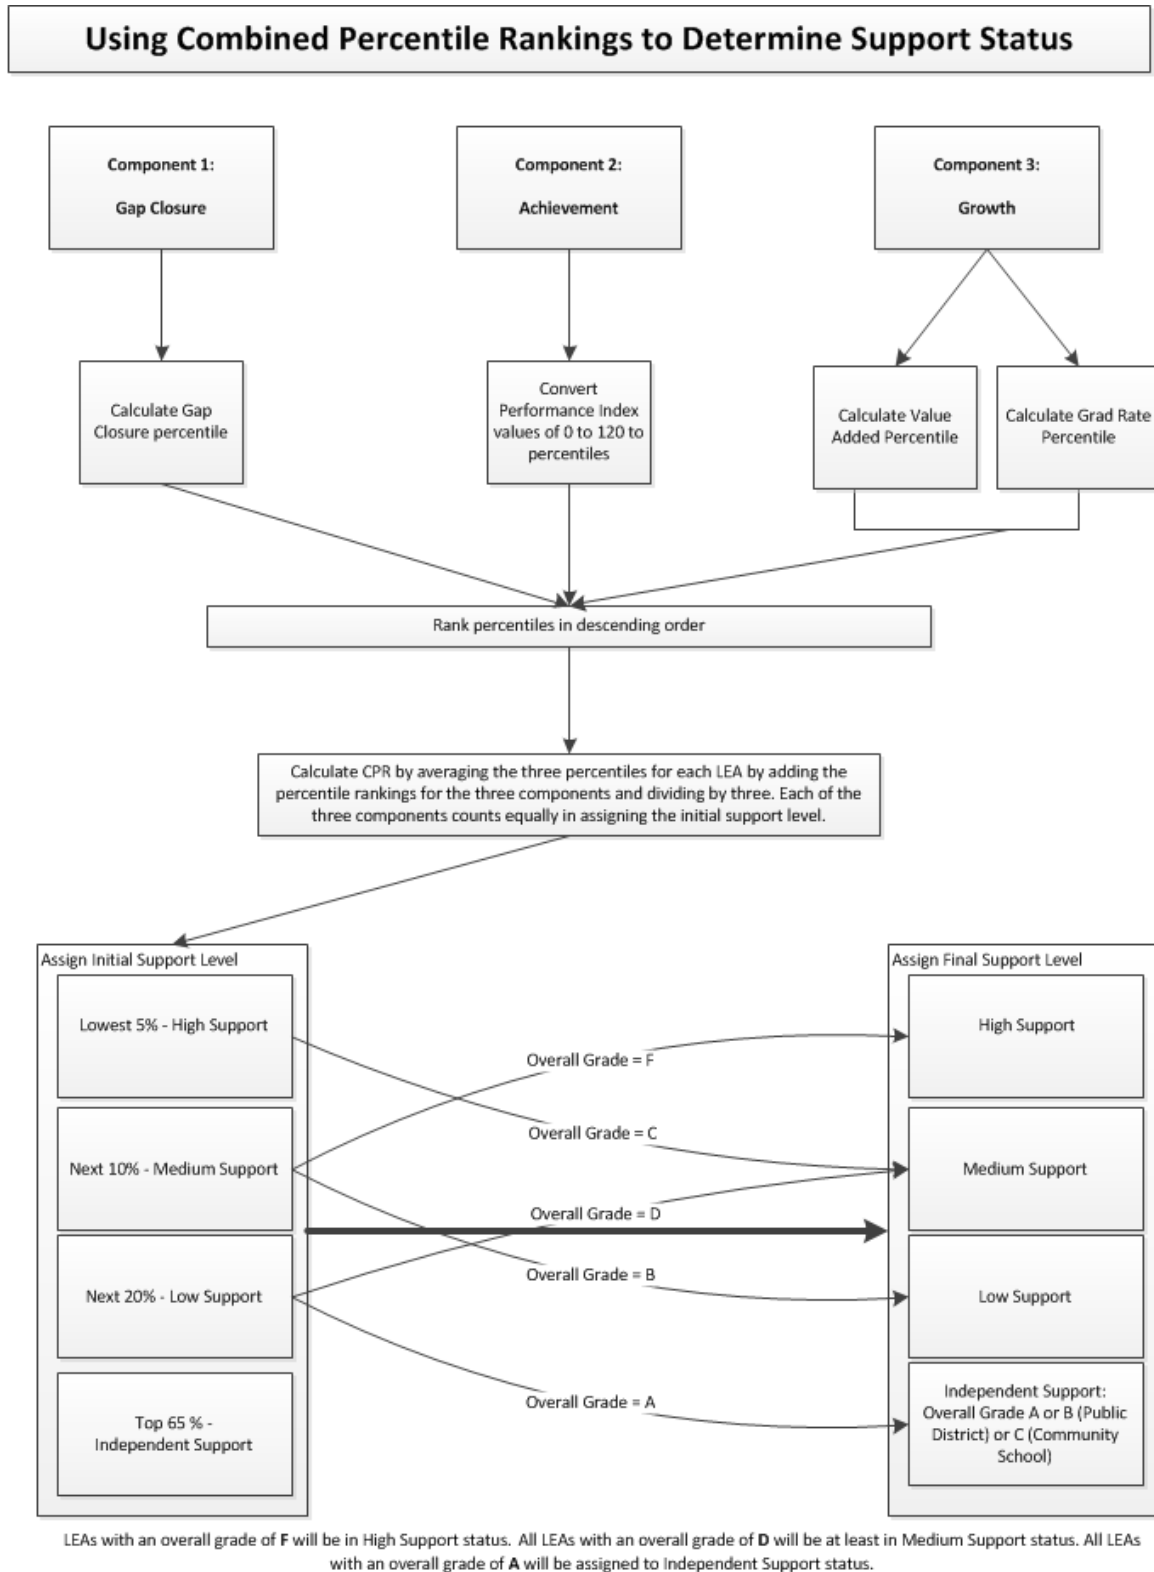 Using Combined Percentile Rankings to Determine Support Status
Component 1:
Gap Closure
Component 2:
Achievement
Component 3:
Growth
Calculate Gap
Closure percentile
Convert
Performance Index
values of 0 to 120 to
percentiles
Calculate Value
Added Percentile
Calculate Grad Rate
Percentile
Rank percentiles in descending order
Calculate CPR by averaging the three percentiles for each LEA by adding the
percentile rankings for the three components and dividing by three. Each of the
three components counts equally in assigning the initial support level.
Assign Initial Support Level
Lowest 5% - High Support
Next 10% - Medium Support
Next 20% - Low Support
Top 65 % -
Independent Support
Overall Grade = F
Overall Grade = C
Overall Grade = D
Overall Grade = B
Overall Grade = A
Assign Final Support Level
High Support
Medium Support
Low Support
Independent Support:
Overall Grade A or B (Public
District) or C (Community
School)
LEAs with an overall grade of F will be in High Support status. All LEAs with an overall grade of D will be at least in Medium Support status. All LEAs
with an overall grade of A will be assigned to Independent Support status.